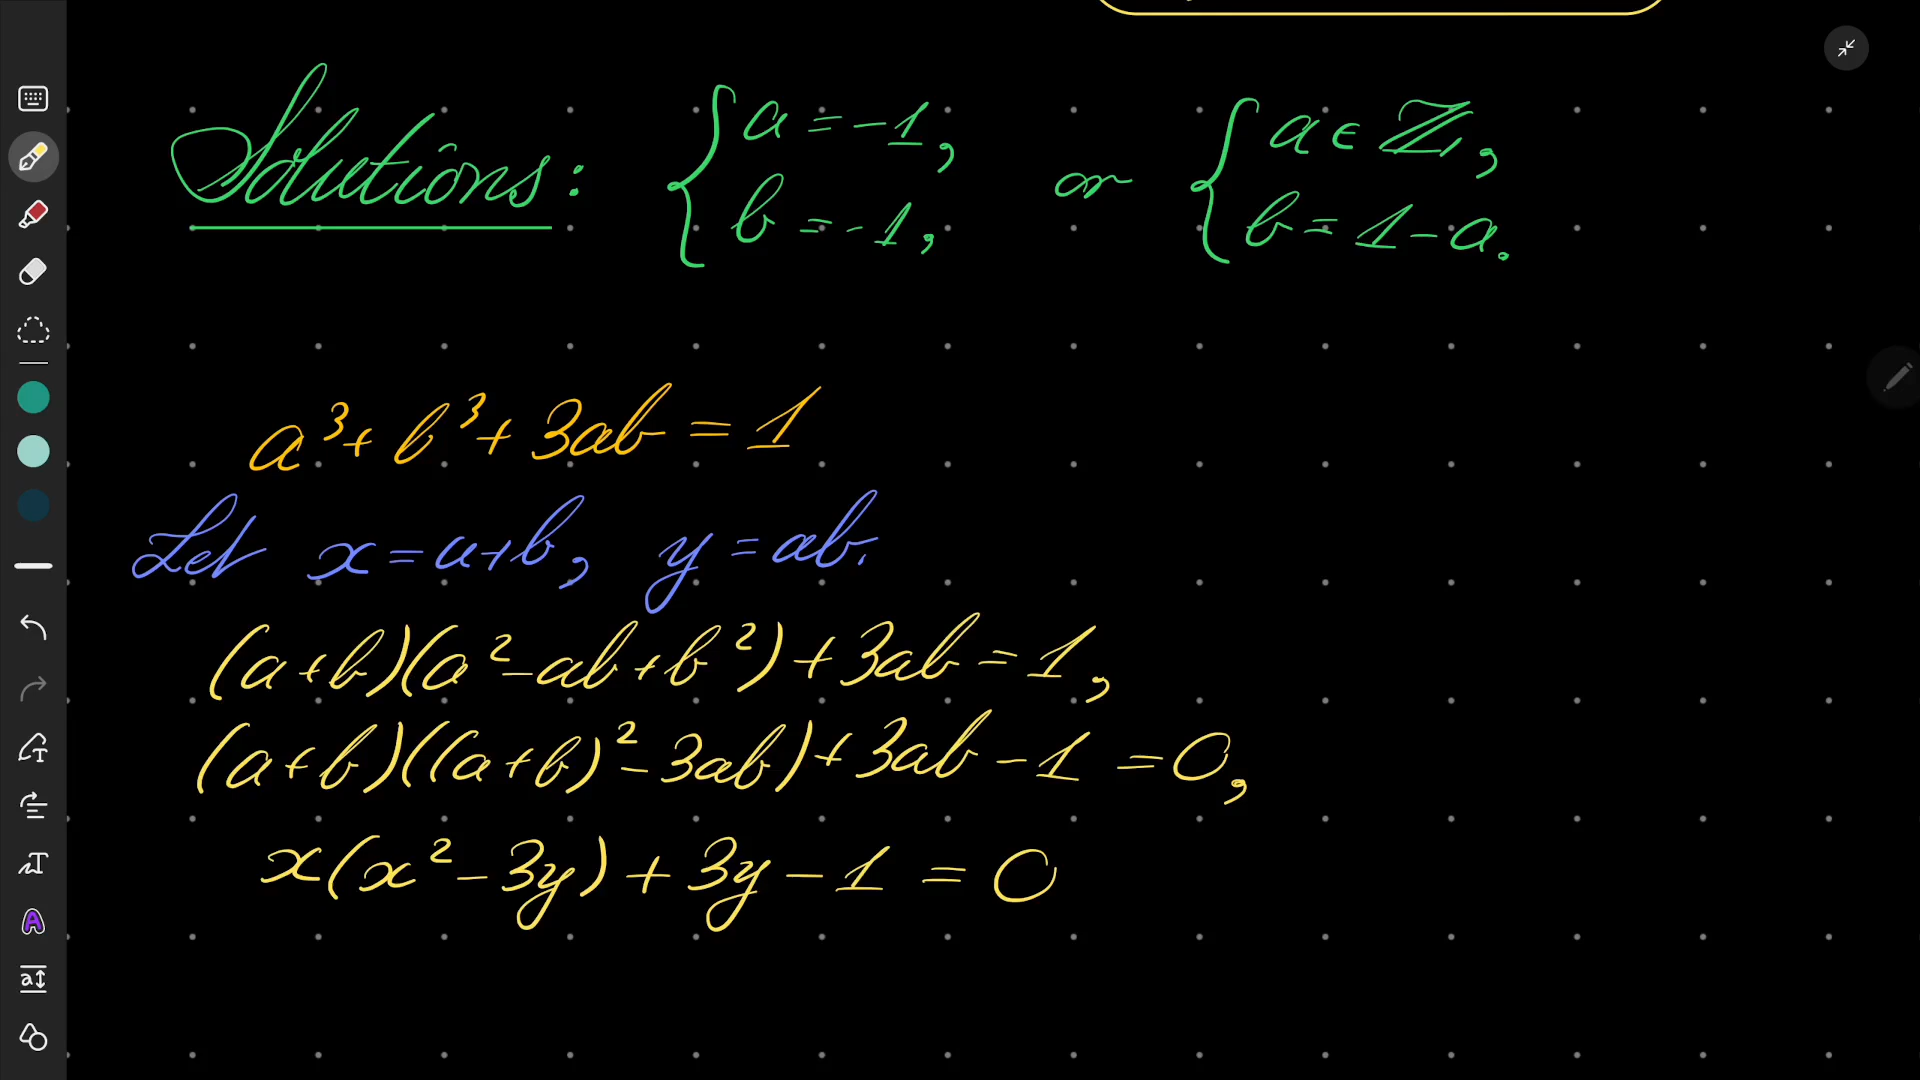 Solutions: { a = -1, b = -1, or { a ∈ ℤ, b = 1 - a.
a³ + b³ + 3ab = 1
Let x = a+b, y = ab.
(a+b)(a² - ab + b²) + 3ab = 1,
(a+b)((a+b)² - 3ab) + 3ab - 1 = 0,
x(x² - 3y) + 3y - 1 = 0